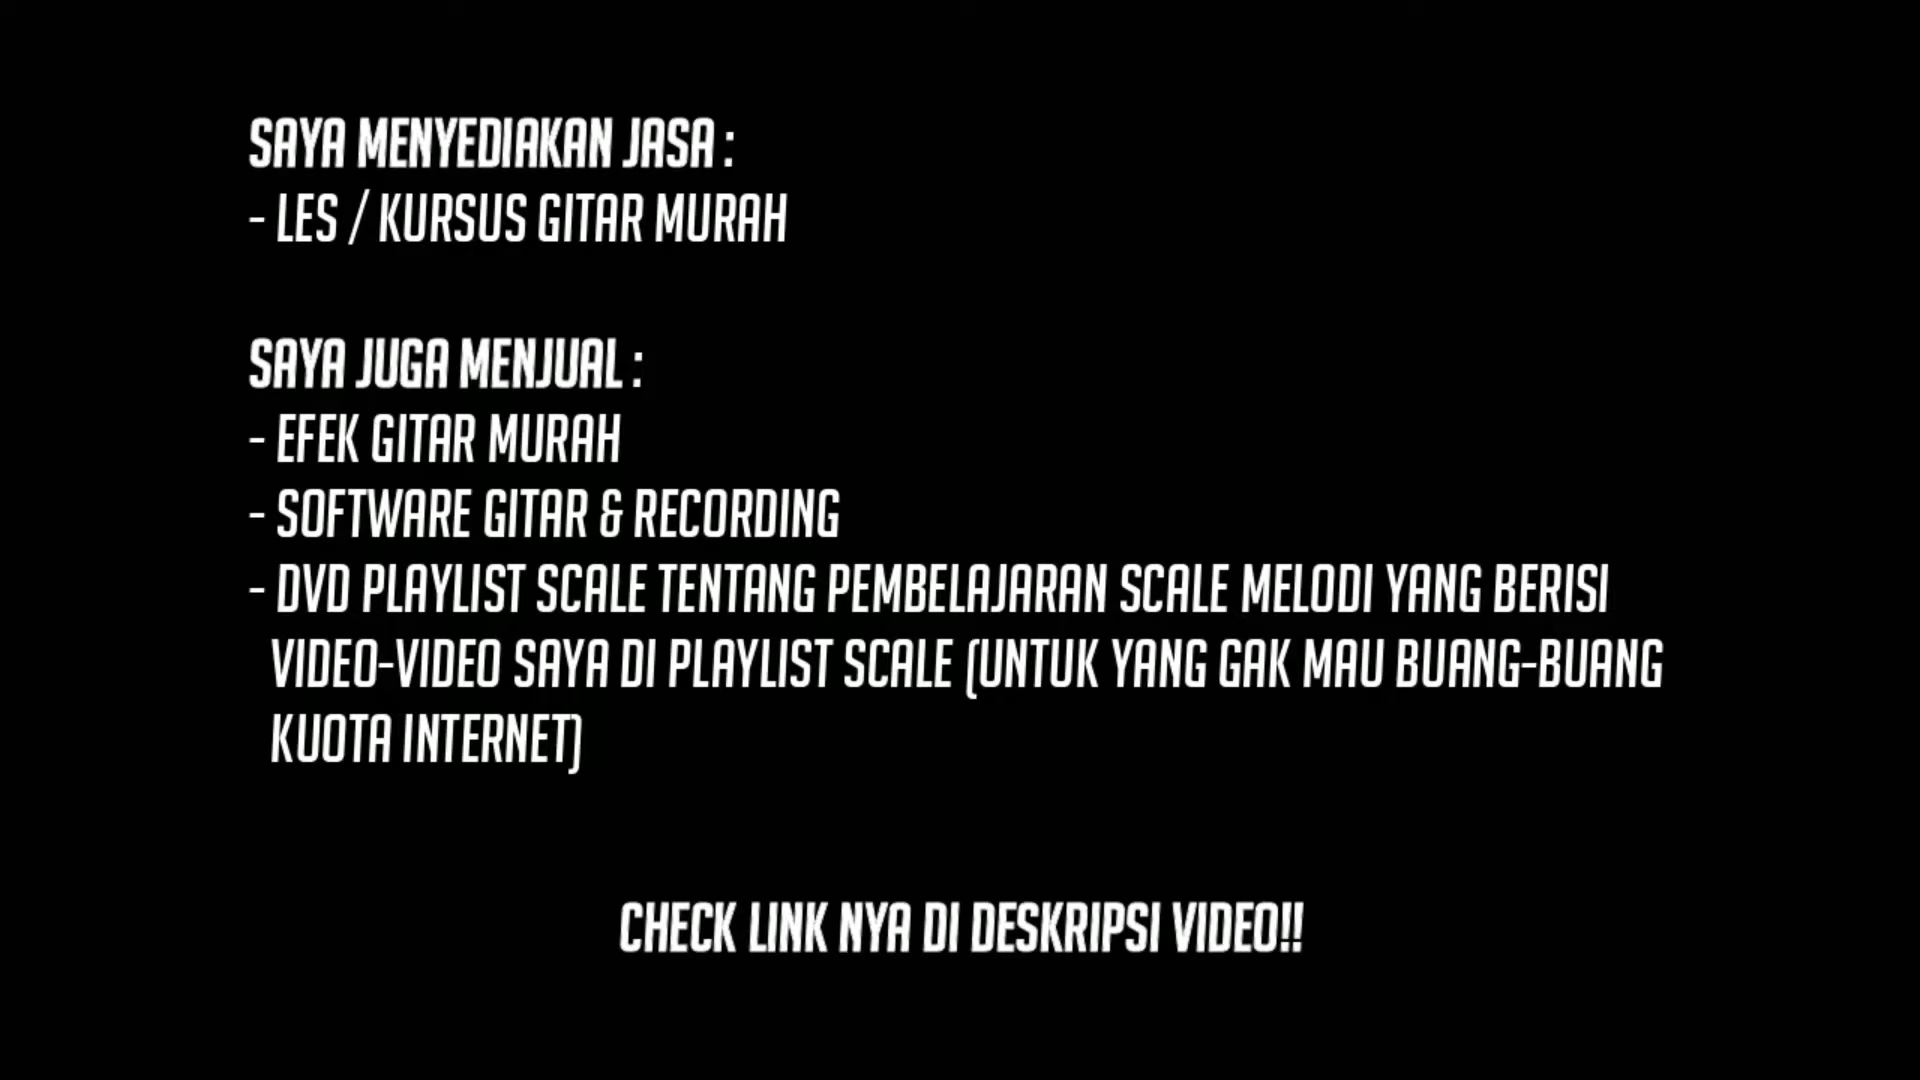 SAYA MENYEDIAKAN JASA :
- LES / KURSUS GITAR MURAH
SAYA JUGA MENJUAL :
- EFEK GITAR MURAH
- SOFTWARE GITAR & RECORDING
- DVD PLAYLIST SCALE TENTANG PEMBELAJARAN SCALE MELODI YANG BERISI
VIDEO-VIDEO SAYA DI PLAYLIST SCALE (UNTUK YANG GAK MAU BUANG-BUANG
KUOTA INTERNET)
CHECK LINK NYA DI DESKRIPSI VIDEO!!